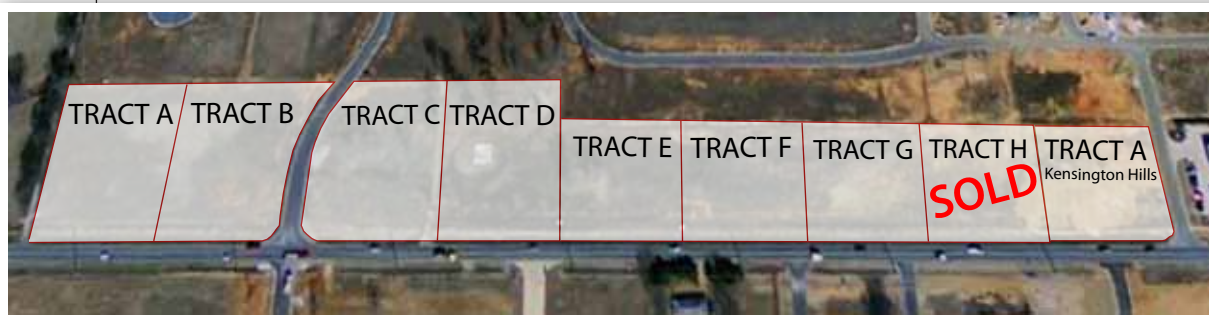 TRACT A
TRACT B
TRACT C
TRACT D
TRACT E
TRACT F
TRACT G
TRACT H
SOLD
TRACT A
Kensington Hills